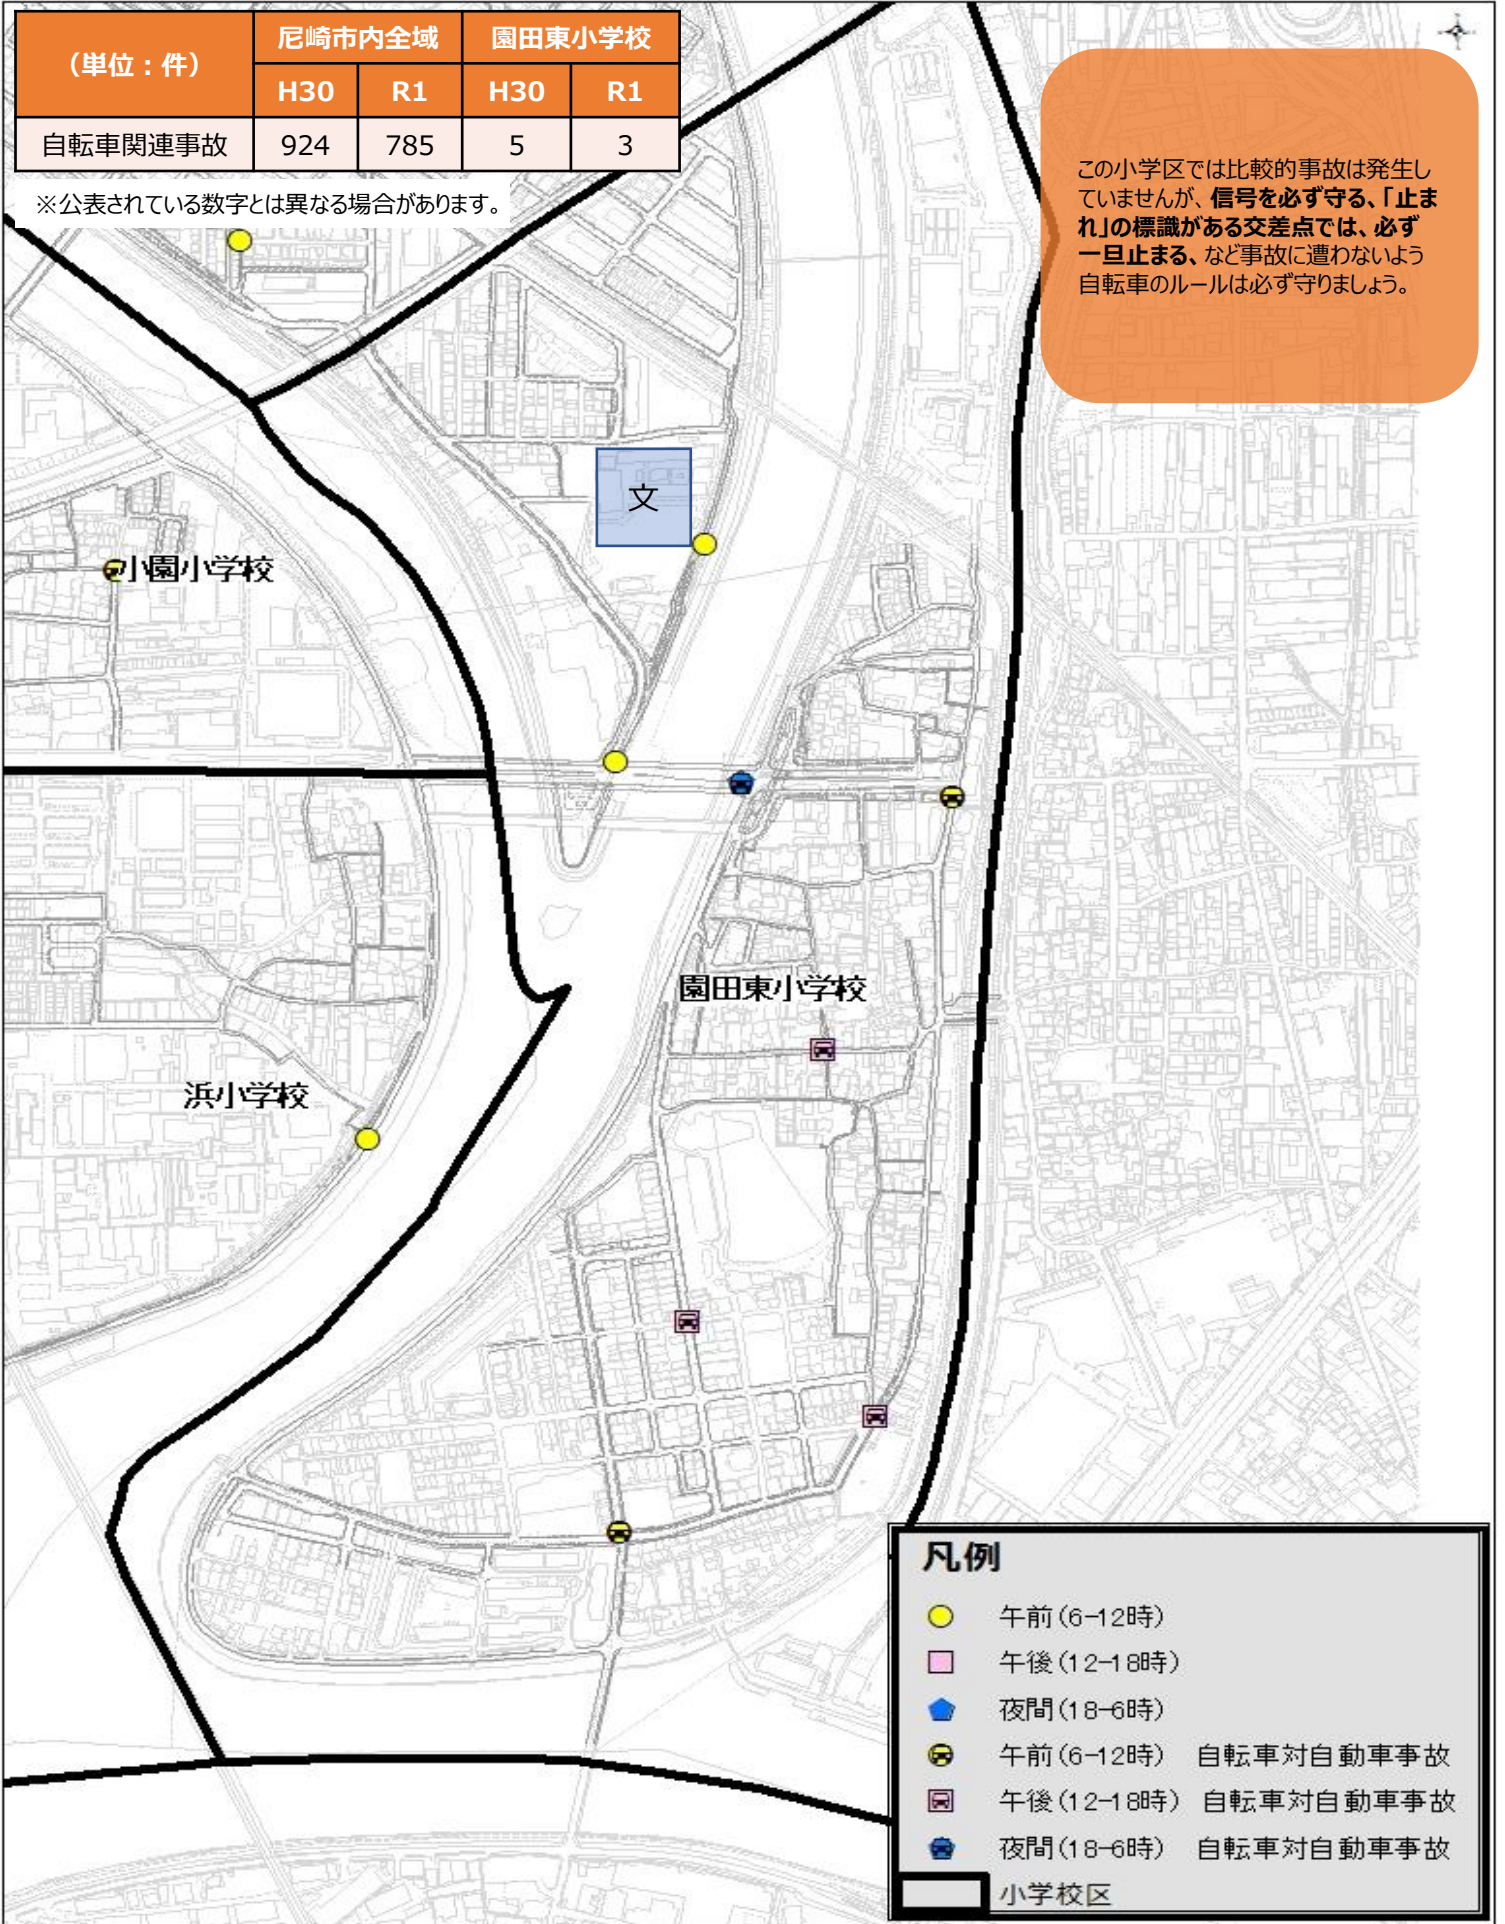 （単位：件） 尼崎市内全域 園田東小学校
H30 R1 H30 R1
自転車関連事故 924 785 5 3
※公表されている数字とは異なる場合があります。
この小学区では比較的事故は発生し
ていませんが、信号を必ず守る、「止ま
れ」の標識がある交差点では、必ず
一旦止まる、など事故に遭わないよう
自転車のルールは必ず守りましょう。
文
小園小学校
園田東小学校
浜小学校
凡例
午前(6-12時)
午後(12-18時)
夜間(18-6時)
午前(6-12時) 自転車対自動車事故
午後(12-18時) 自転車対自動車事故
夜間(18-6時) 自転車対自動車事故
小学校区